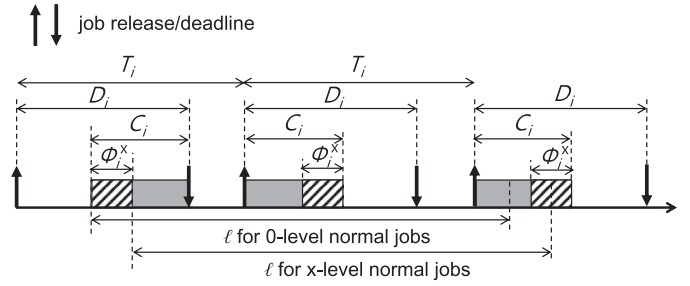 job release/deadline
T_i T_i
D_i D_i D_i
C_i C_i C_i
Φ_i^x Φ_i^x Φ_i^x
ℓ for 0-level normal jobs
ℓ for x-level normal jobs